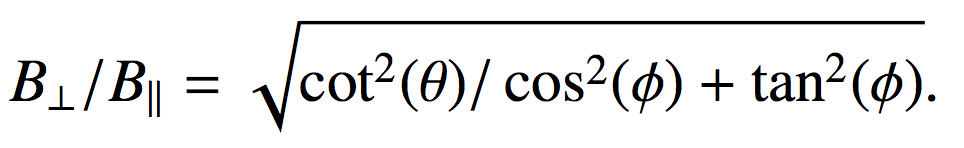 B⊥/B∥ = √(cot²(θ)/ cos²(ϕ) + tan²(ϕ)).